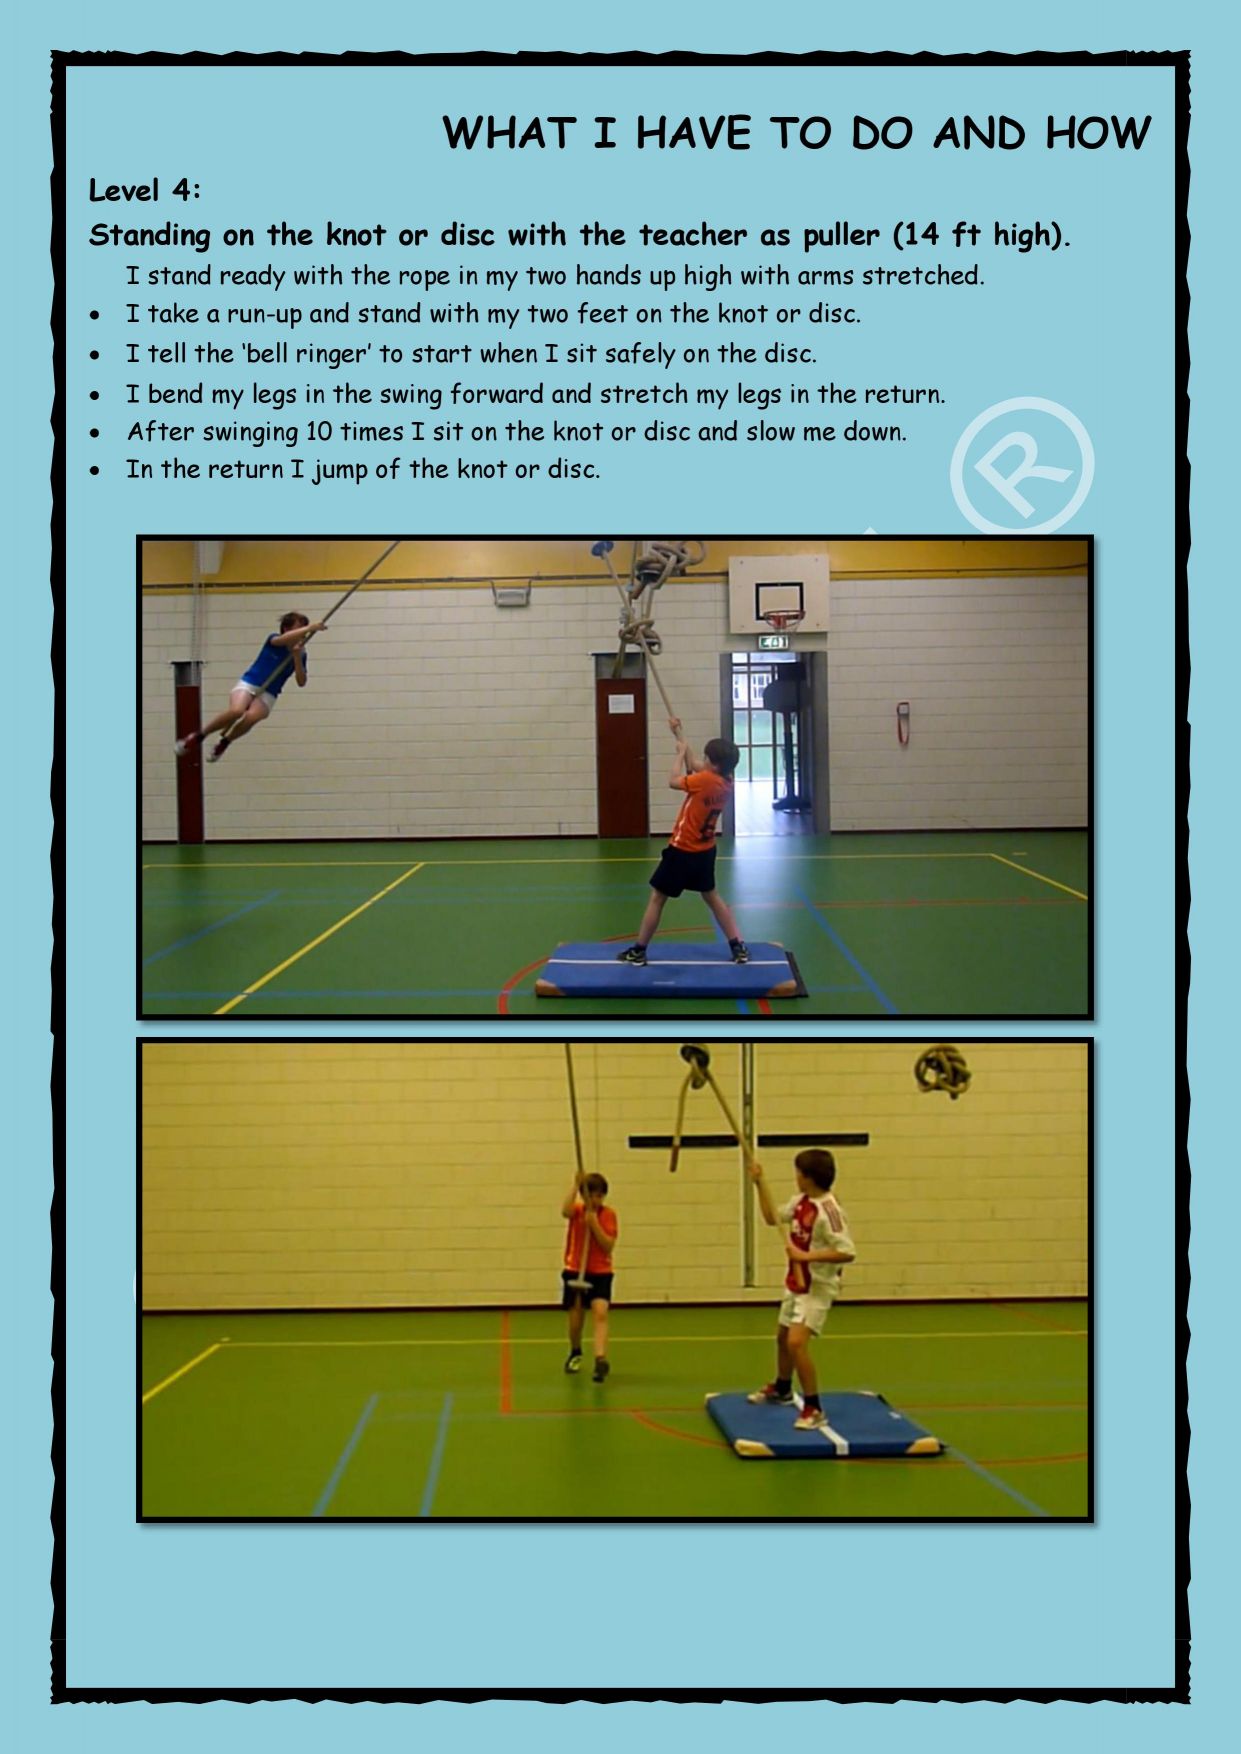 WHAT I HAVE TO DO AND HOW
Level 4:
Standing on the knot or disc with the teacher as puller (14 ft high).
I stand ready with the rope in my two hands up high with arms stretched.
• I take a run-up and stand with my two feet on the knot or disc.
• I tell the ‘bell ringer’ to start when I sit safely on the disc.
• I bend my legs in the swing forward and stretch my legs in the return.
• After swinging 10 times I sit on the knot or disc and slow me down.
• In the return I jump of the knot or disc.
®